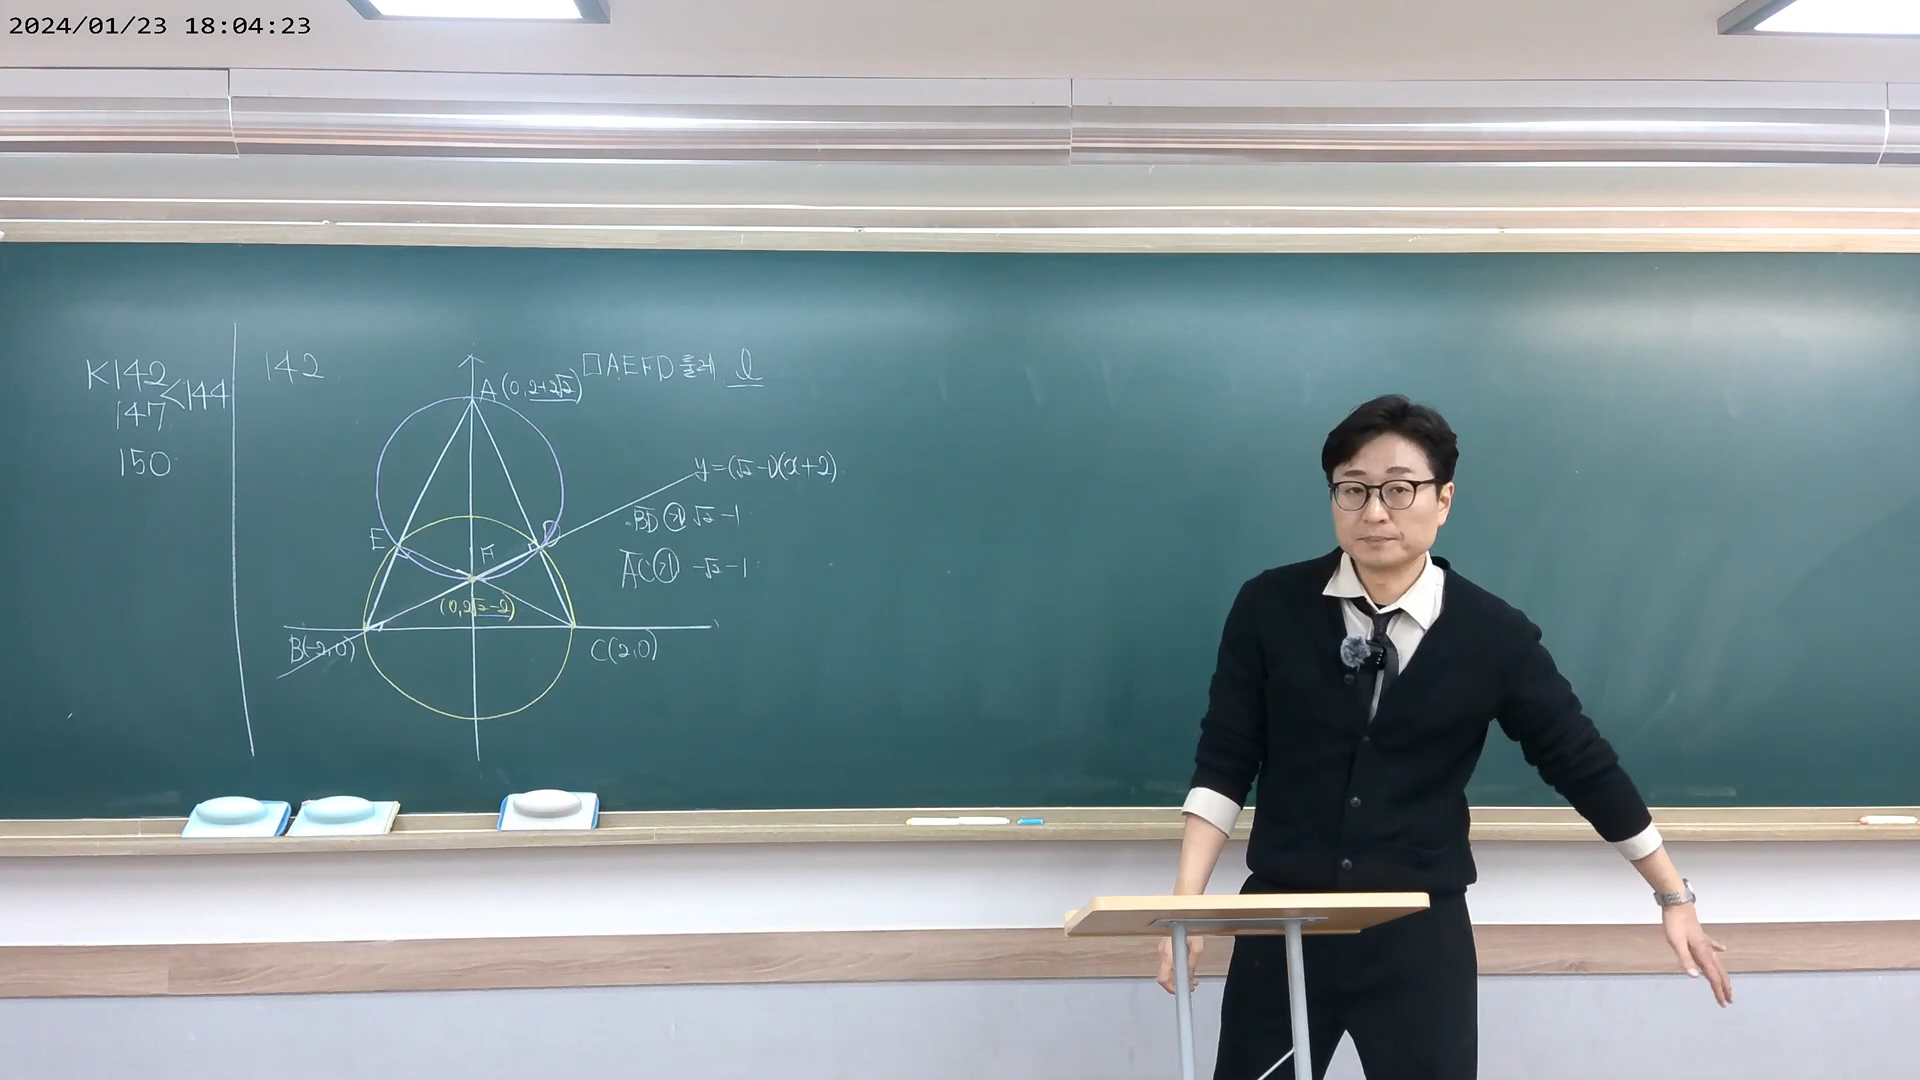 2024/01/23 18:04:23
K142
147 <144
150
142
A(0, 2+2√2)
□AEFD 둘레 l
y=(√2-1)(x+2)
BD ㉠ √2-1
AC ㉠ -√2-1
E
F
D
(0, 2√2-2)
B(-2,0)
C(2,0)